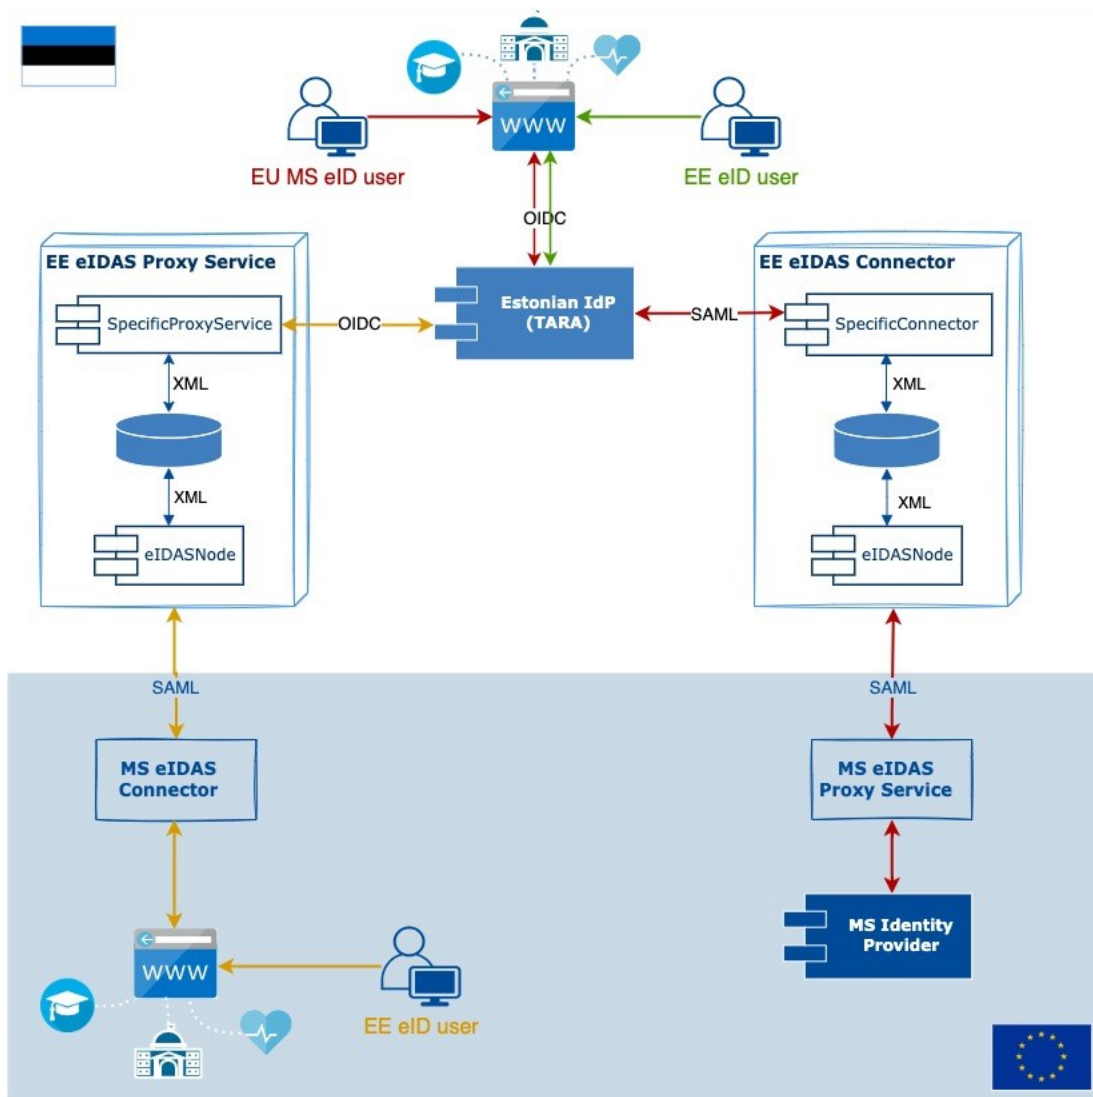 WWW
EU MS eID user
EE eID user
OIDC
EE eIDAS Proxy Service
EE eIDAS Connector
SpecificProxyService
OIDC
Estonian IdP
(TARA)
SAML
SpecificConnector
XML
XML
XML
XML
eIDASNode
eIDASNode
SAML
SAML
MS eIDAS
Connector
MS eIDAS
Proxy Service
MS Identity
Provider
WWW
EE eID user